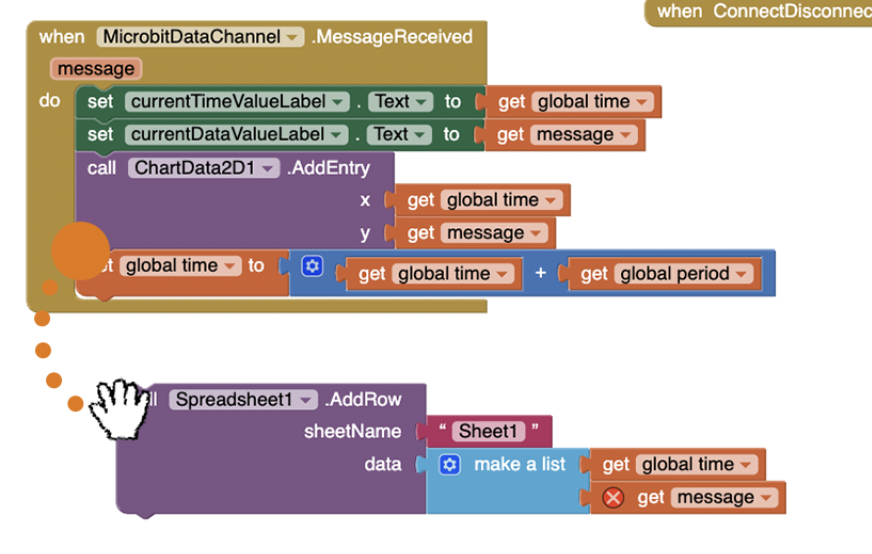 when ConnectDisconnec
when MicrobitDataChannel .MessageReceived
message
do set currentTimeValueLabel . Text to get global time
set currentDataValueLabel . Text to get message
call ChartData2D1 .AddEntry
x get global time
y get message
global time to get global time + get global period
Spreadsheet1 .AddRow
sheetName " Sheet1 "
data make a list get global time
get message